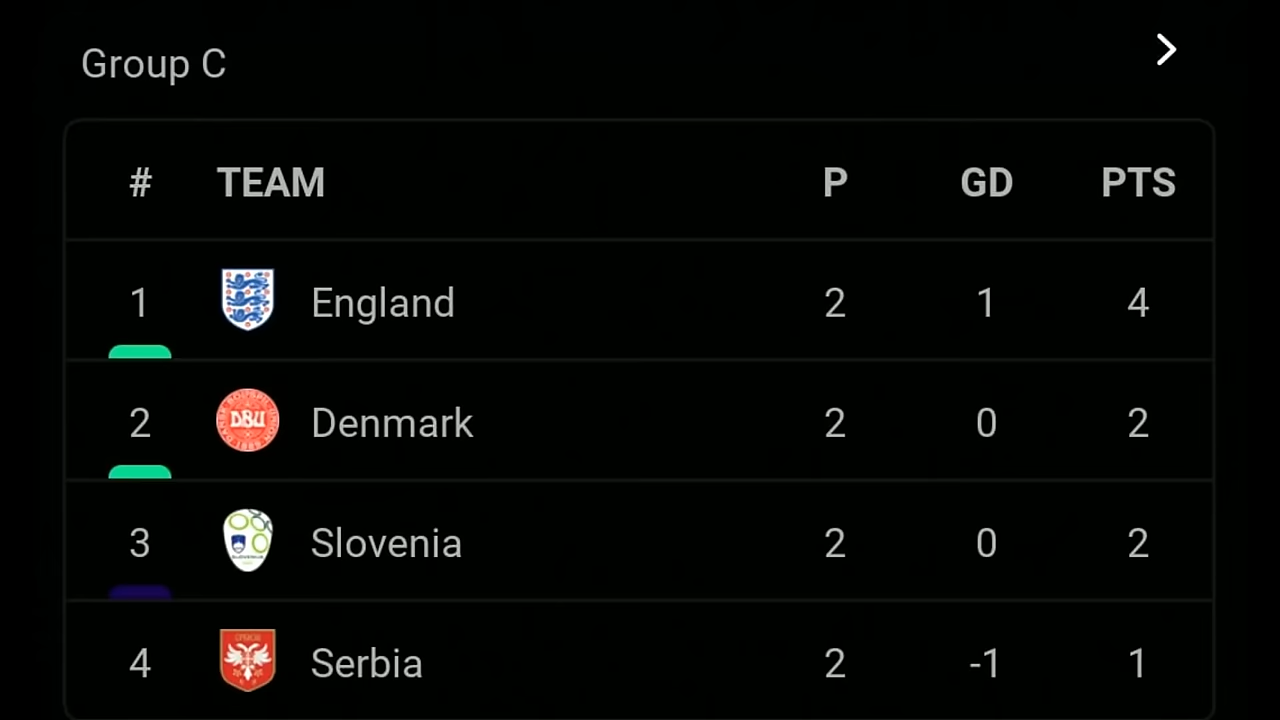 Group C
# TEAM P GD PTS
1 England 2 1 4
2 DBU Denmark 2 0 2
3 Slovenia 2 0 2
4 Serbia 2 -1 1